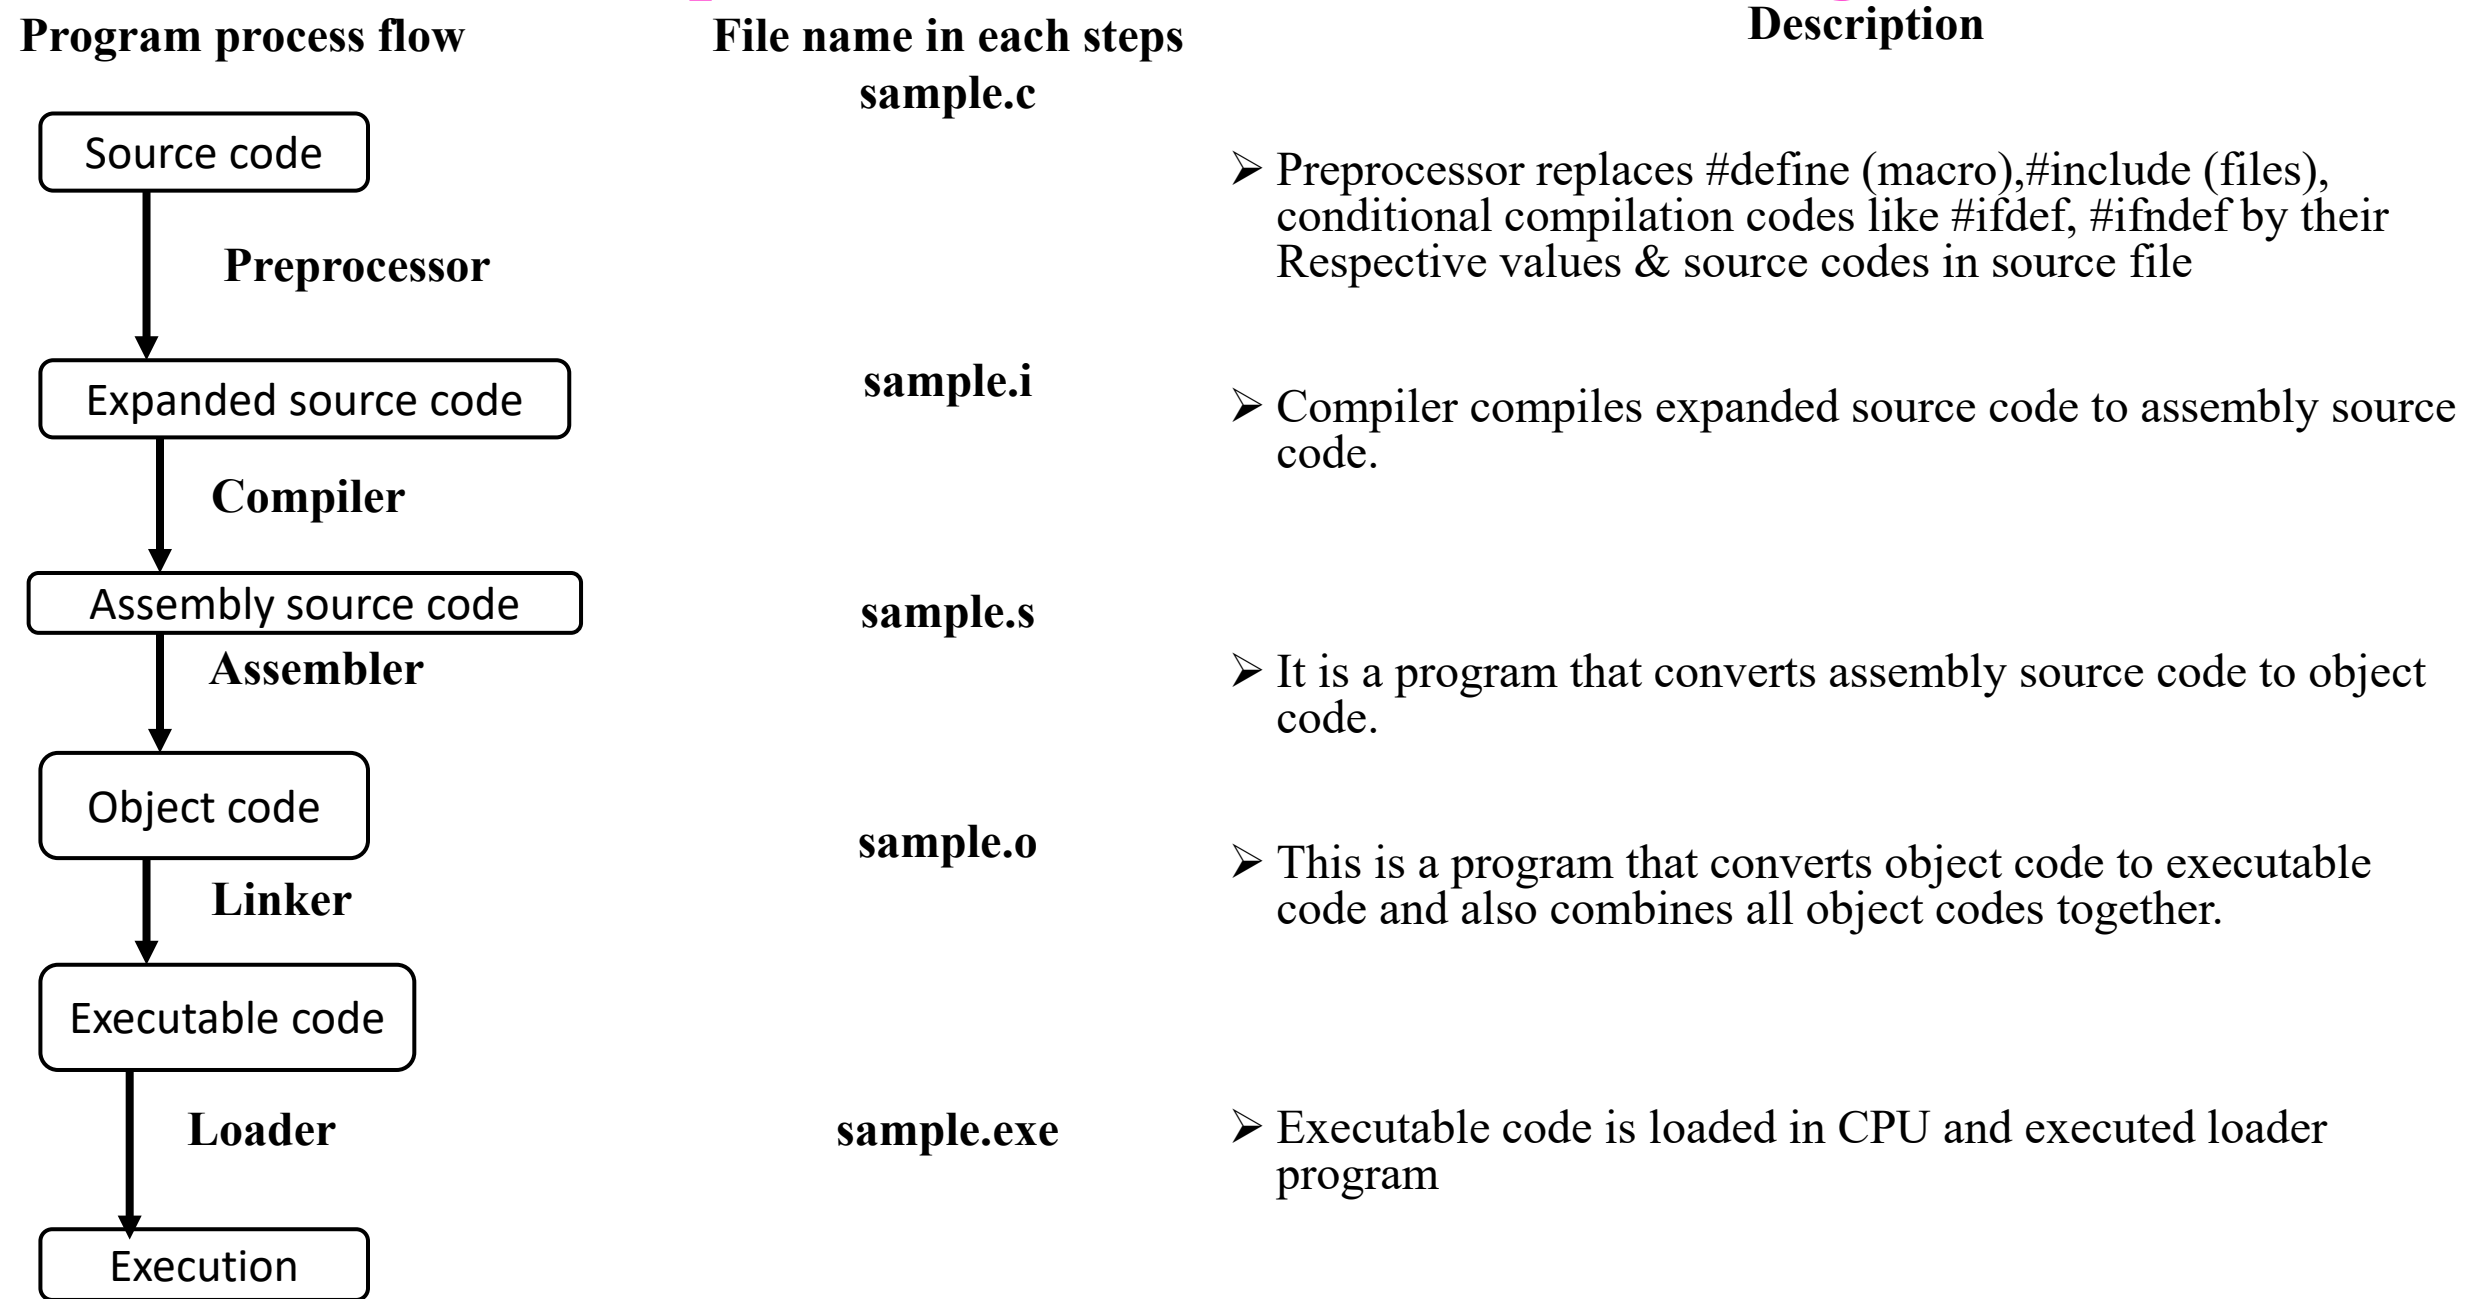 Program process flow
File name in each steps
Description
sample.c
Source code
➢ Preprocessor replaces #define (macro),#include (files),
conditional compilation codes like #ifdef, #ifndef by their
Respective values & source codes in source file
Preprocessor
sample.i
Expanded source code
➢ Compiler compiles expanded source code to assembly source
code.
Compiler
Assembly source code
sample.s
Assembler
➢ It is a program that converts assembly source code to object
code.
Object code
sample.o
➢ This is a program that converts object code to executable
code and also combines all object codes together.
Linker
Executable code
Loader
sample.exe
➢ Executable code is loaded in CPU and executed loader
program
Execution